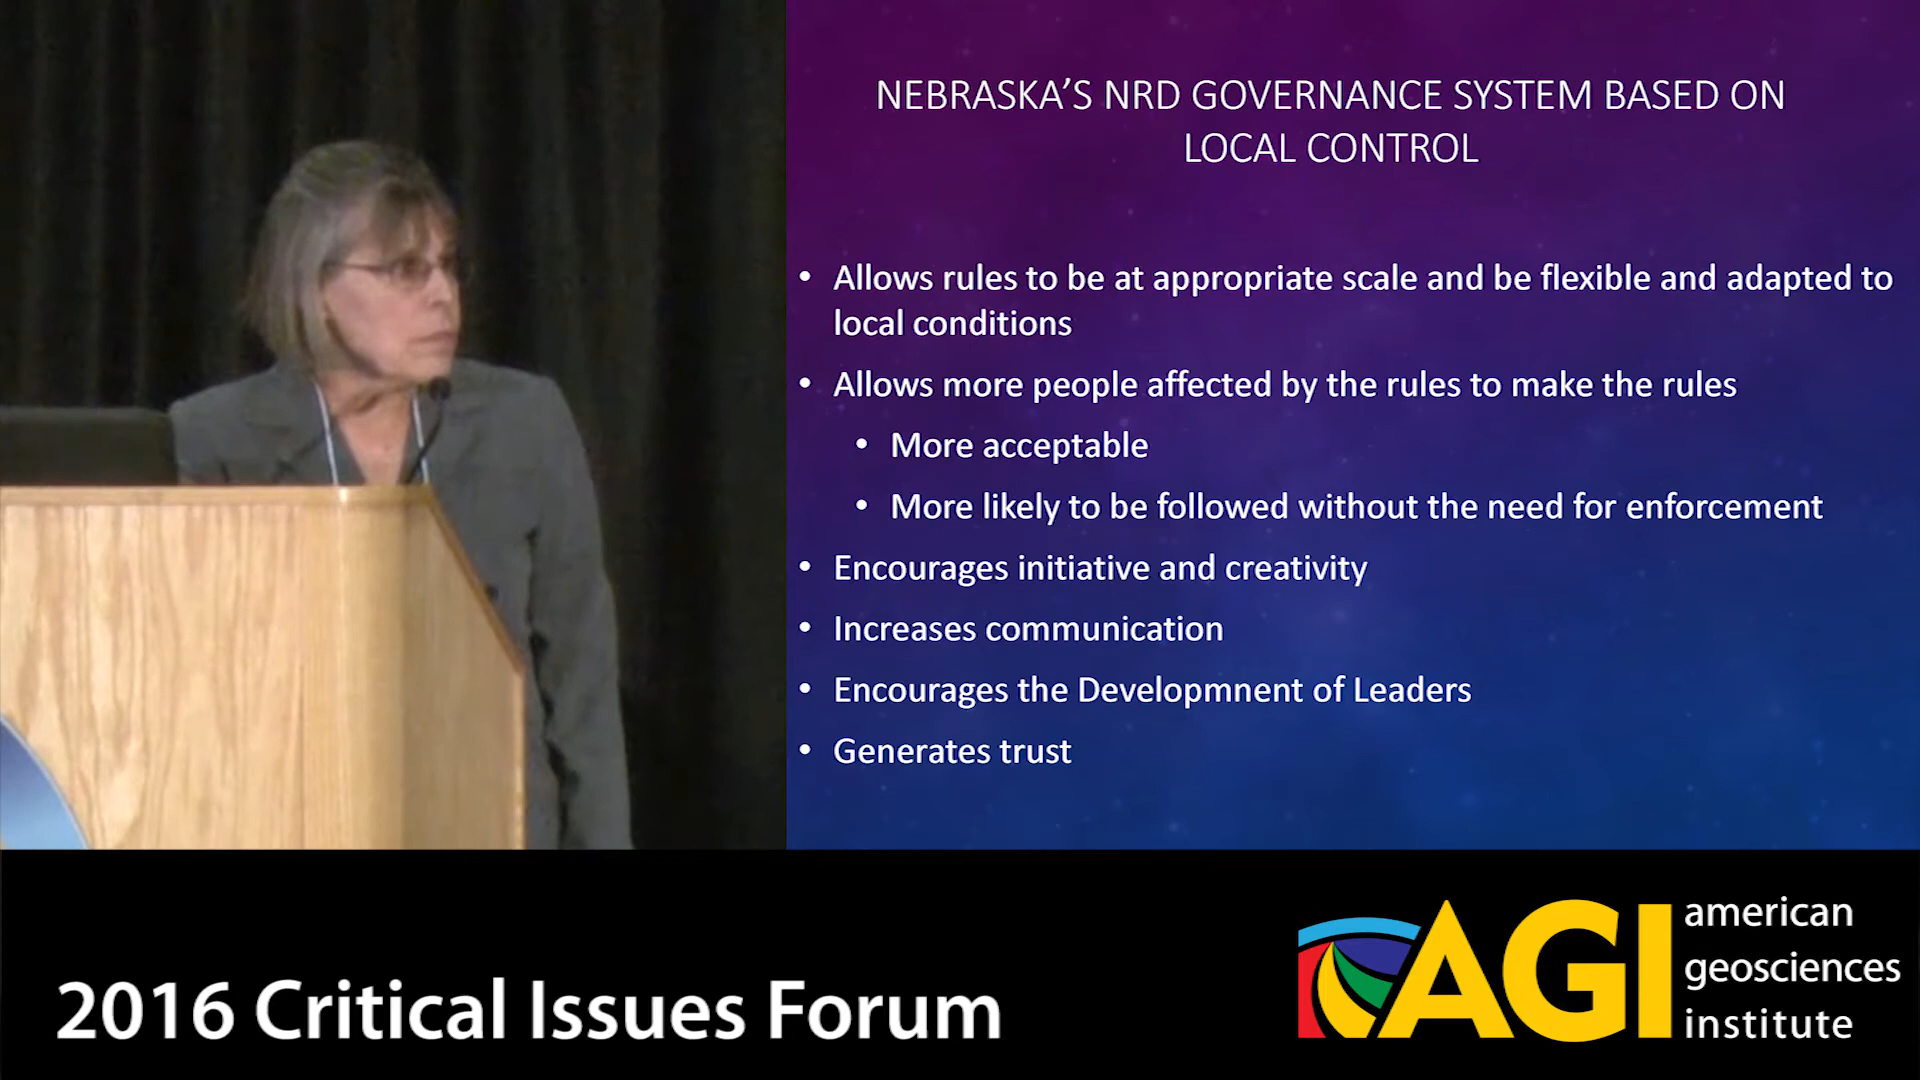 NEBRASKA'S NRD GOVERNANCE SYSTEM BASED ON
LOCAL CONTROL
• Allows rules to be at appropriate scale and be flexible and adapted to
local conditions
• Allows more people affected by the rules to make the rules
• More acceptable
• More likely to be followed without the need for enforcement
• Encourages initiative and creativity
• Increases communication
• Encourages the Developmnent of Leaders
• Generates trust
2016 Critical Issues Forum
AGI
american
geosciences
institute